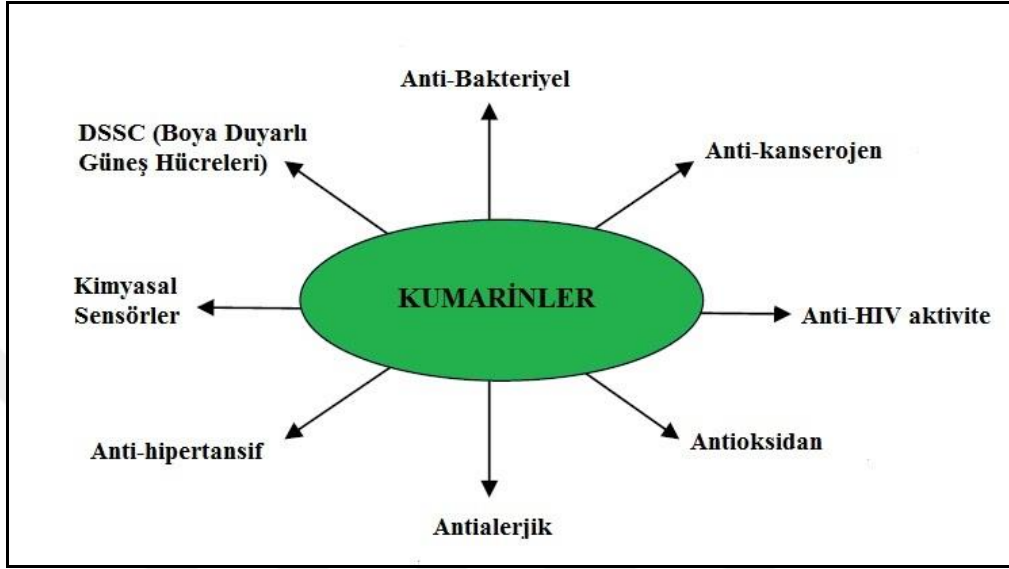 Anti-Bakteriyel
DSSC (Boya Duyarlı
Güneş Hücreleri)
Anti-kanserojen
Kimyasal
Sensörler
KUMARİNLER
Anti-HIV aktivite
Anti-hipertansif
Antioksidan
Antialerjik